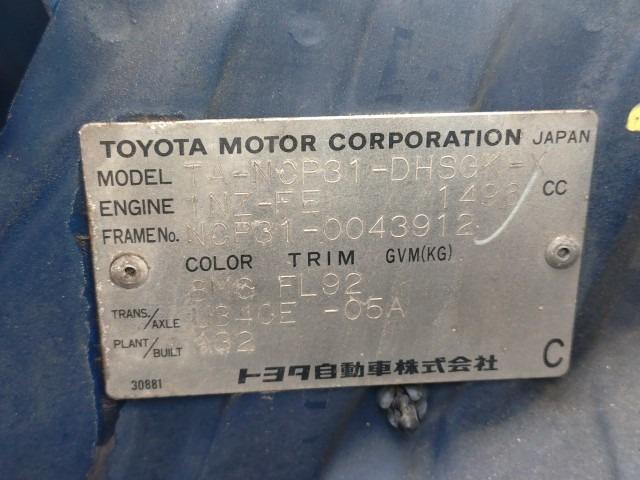 TOYOTA MOTOR CORPORATION JAPAN
MODEL TA-NCP31-DHSGK-X
ENGINE 1NZ-FE 1496 CC
FRAME No. NCP31-0043912
COLOR TRIM GVM(KG)
8M6 FL92
TRANS./AXLE U340E -05A
PLANT/BUILT
30881 トヨタ自動車株式会社 C